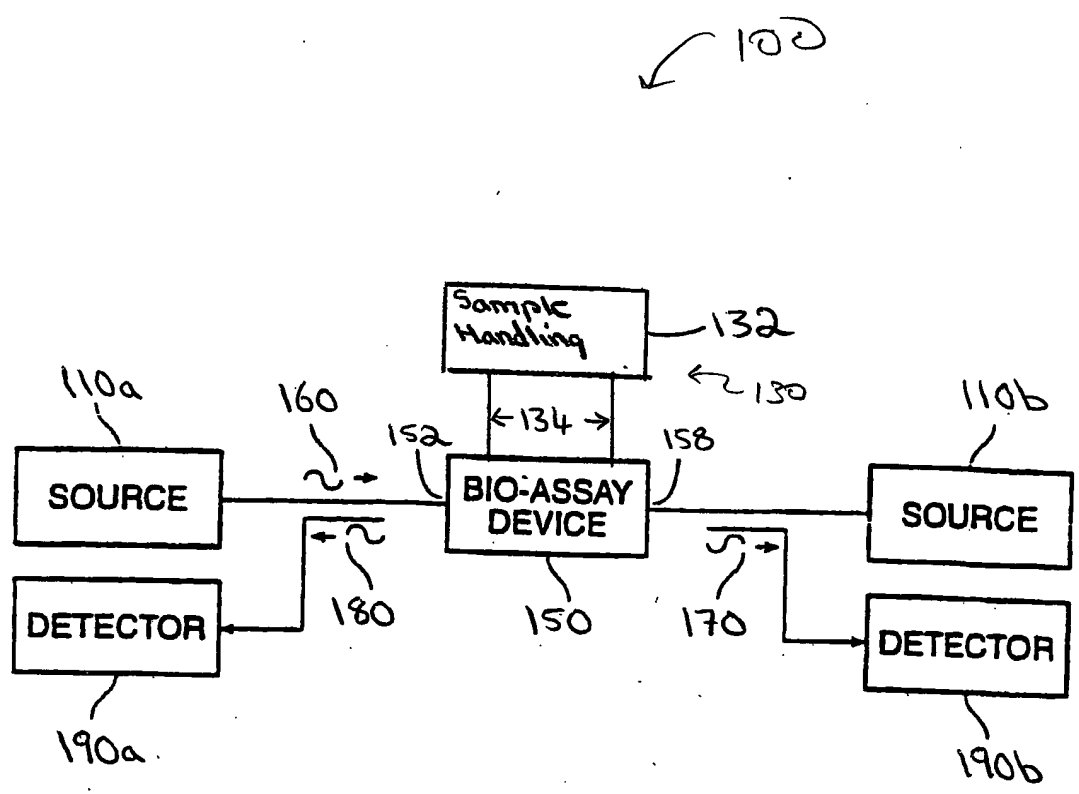 100
Sample
Handling
132
130
110a
160
134
110b
152
158
SOURCE
BIO-ASSAY
DEVICE
SOURCE
180
150
170
DETECTOR
DETECTOR
190a.
190b